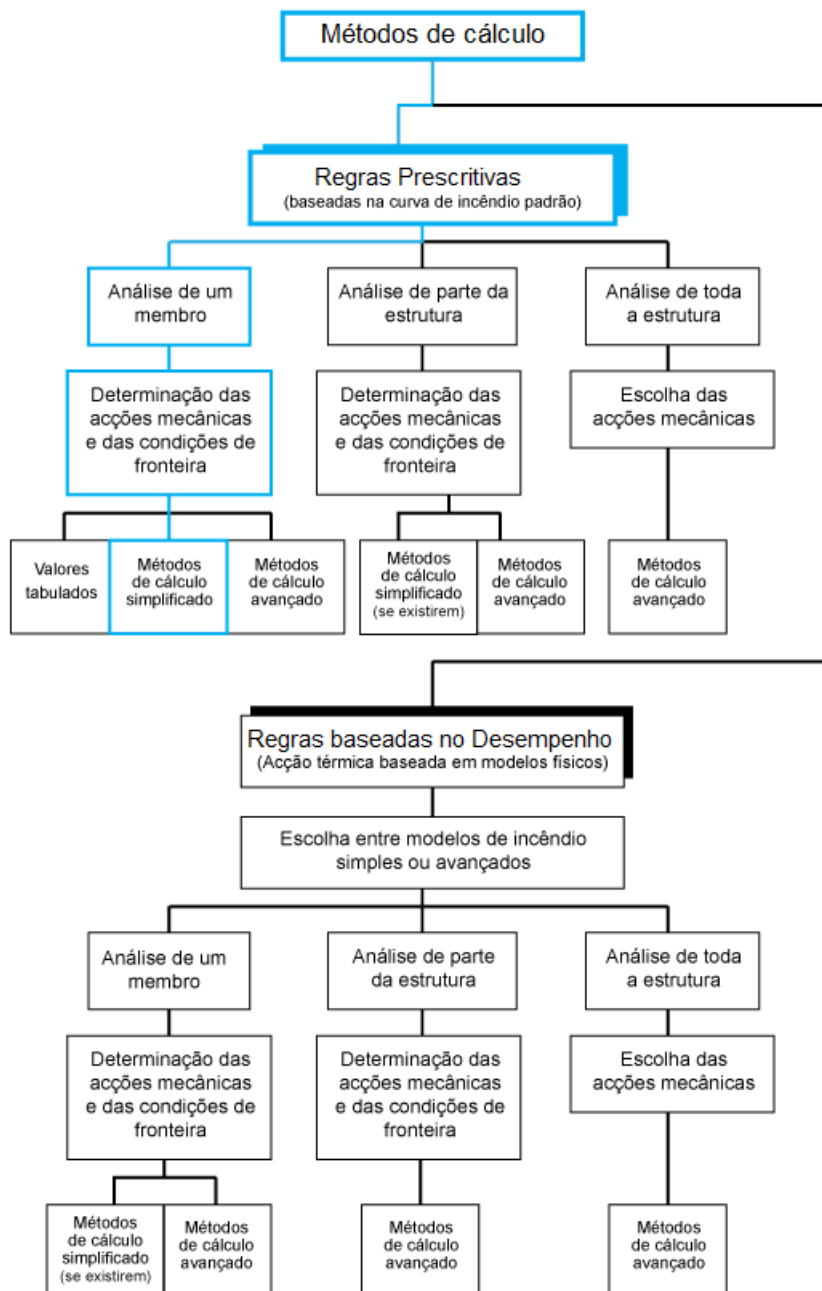 Métodos de cálculo
Regras Prescritivas
(baseadas na curva de incêndio padrão)
Análise de um
membro
Análise de parte da
estrutura
Análise de toda
a estrutura
Determinação das
acções mecânicas
e das condições de
fronteira
Determinação das
acções mecânicas
e das condições de
fronteira
Escolha das
acções mecânicas
Valores
tabulados
Métodos
de cálculo
simplificado
Métodos
de cálculo
avançado
Métodos
de cálculo
simplificado
(se existirem)
Métodos
de cálculo
avançado
Métodos
de cálculo
avançado
Regras baseadas no Desempenho
(Acção térmica baseada em modelos físicos)
Escolha entre modelos de incêndio
simples ou avançados
Análise de um
membro
Análise de parte
da estrutura
Análise de toda
a estrutura
Determinação das
acções mecânicas
e das condições de
fronteira
Determinação das
acções mecânicas
e das condições de
fronteira
Escolha das
acções mecânicas
Métodos
de cálculo
simplificado
(se existirem)
Métodos
de cálculo
avançado
Métodos
de cálculo
avançado
Métodos
de cálculo
avançado